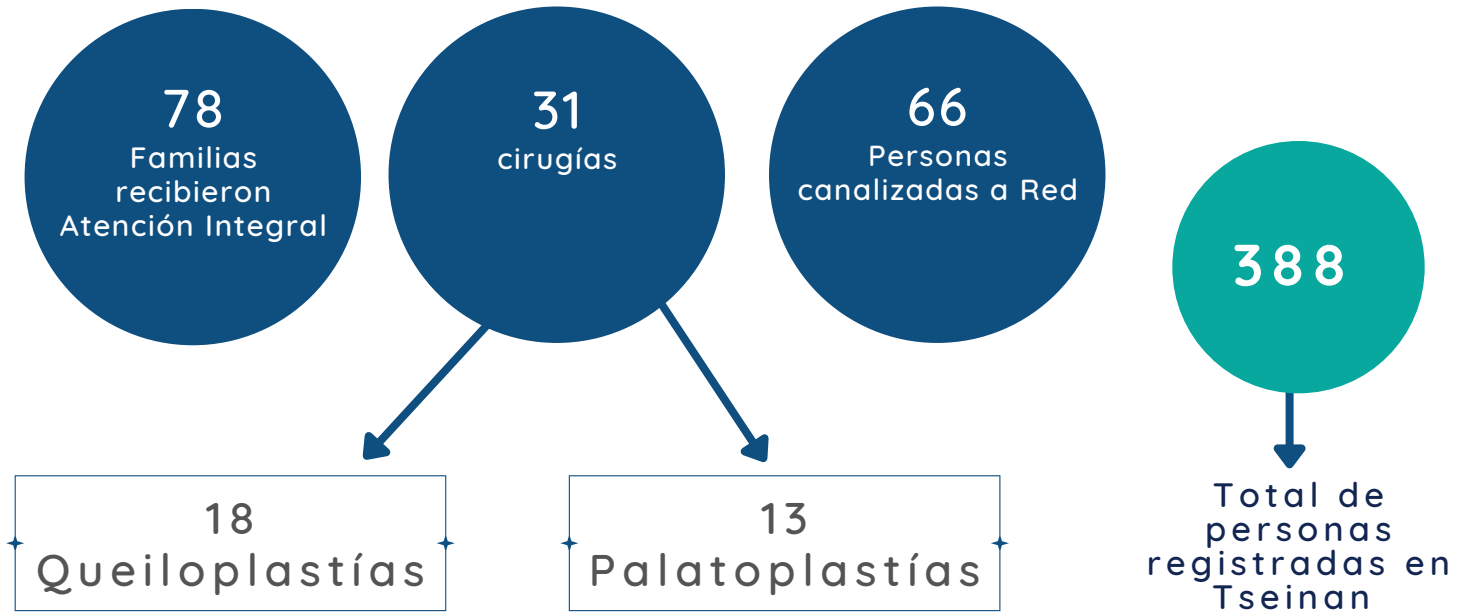 78
Familias
recibieron
Atención Integral
31
cirugías
66
Personas
canalizadas a Red
388
18
Queiloplastías
13
Palatoplastías
Total de
personas
registradas en
Tseinan